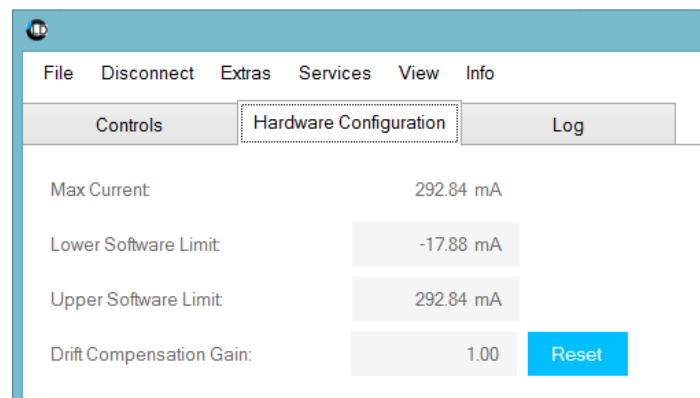 File Disconnect Extras Services View Info
Controls Hardware Configuration Log
Max Current: 292.84 mA
Lower Software Limit: -17.88 mA
Upper Software Limit: 292.84 mA
Drift Compensation Gain: 1.00 Reset